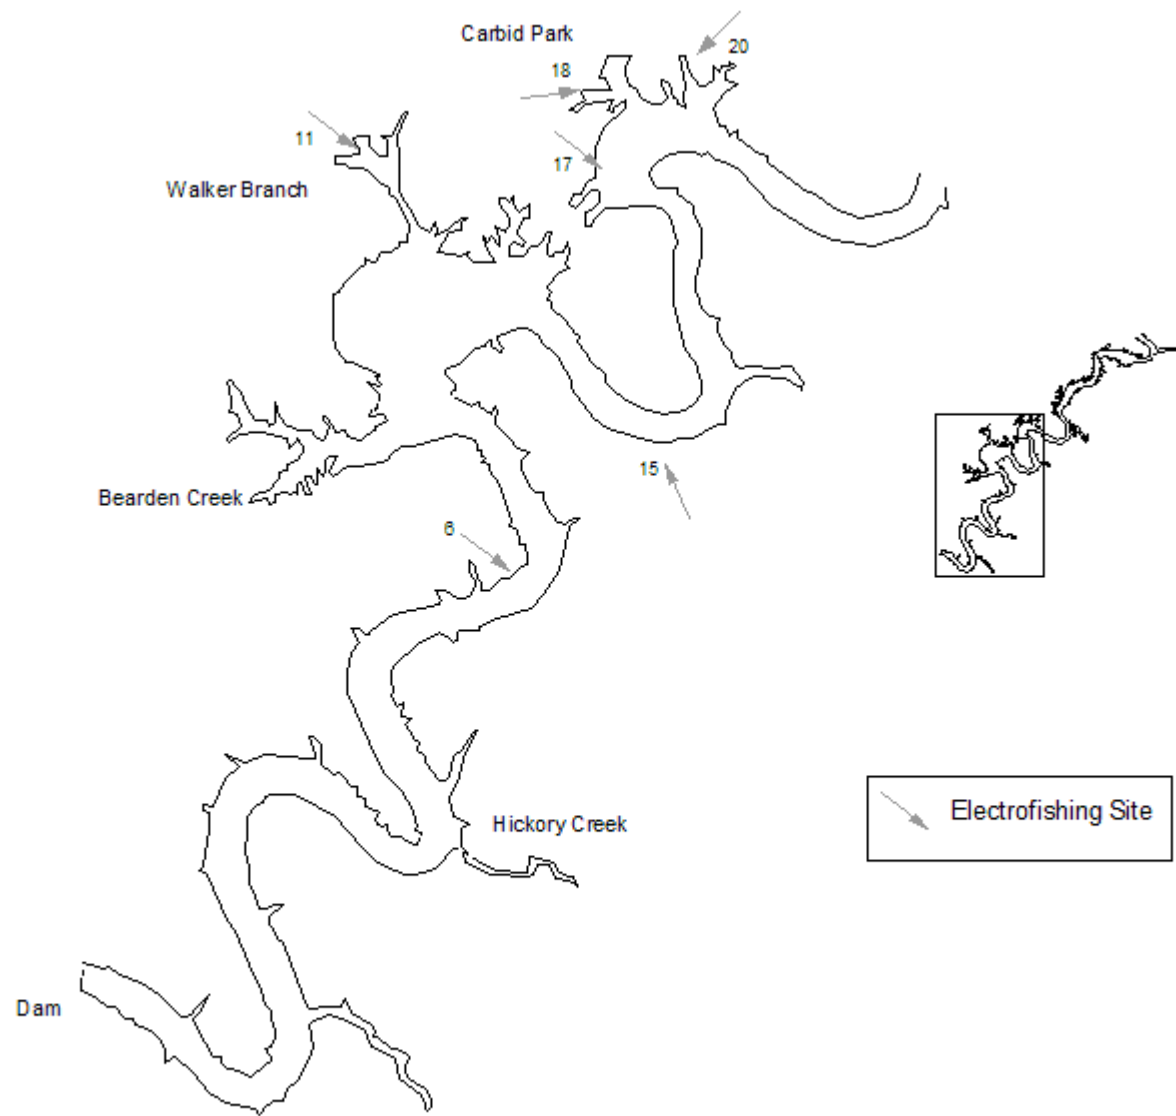 Carbid Park
20
18
11
17
Walker Branch
15
Bearden Creek
6
Electrofishing Site
Hickory Creek
Dam